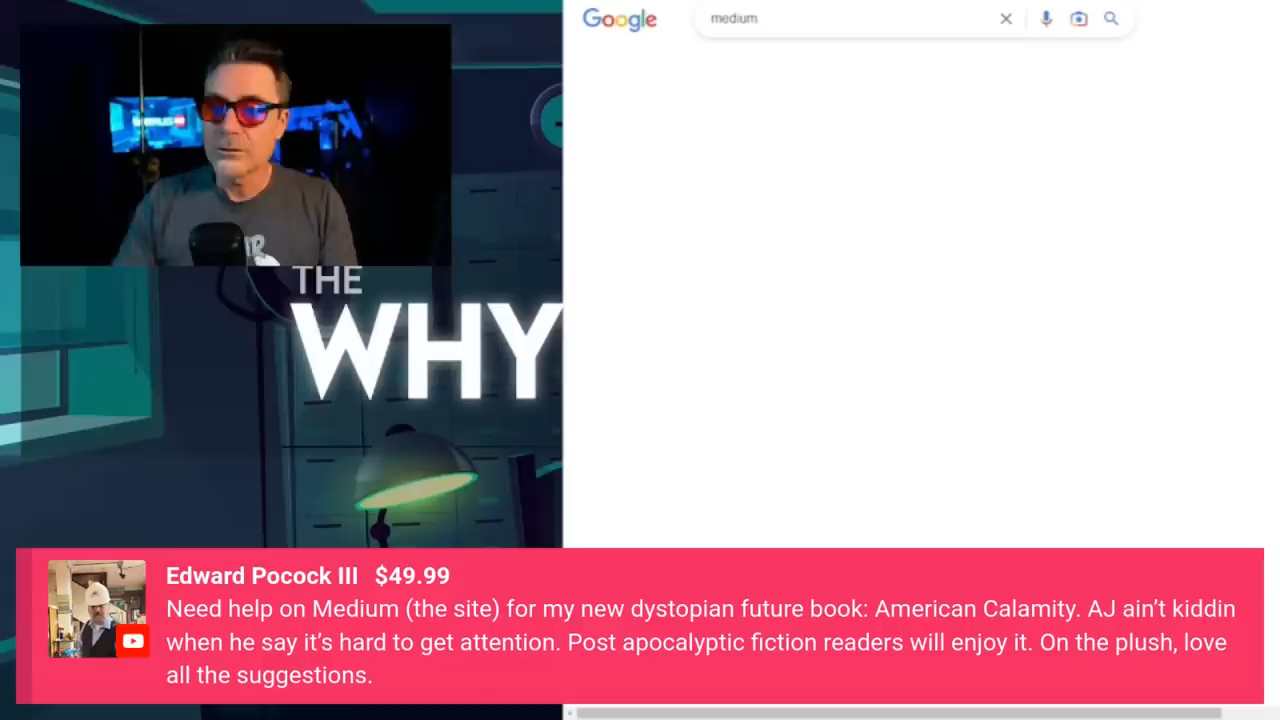 Google
medium
THE
WHY
Edward Pocock III $49.99
Need help on Medium (the site) for my new dystopian future book: American Calamity. AJ ain’t kiddin
when he say it’s hard to get attention. Post apocalyptic fiction readers will enjoy it. On the plush, love
all the suggestions.